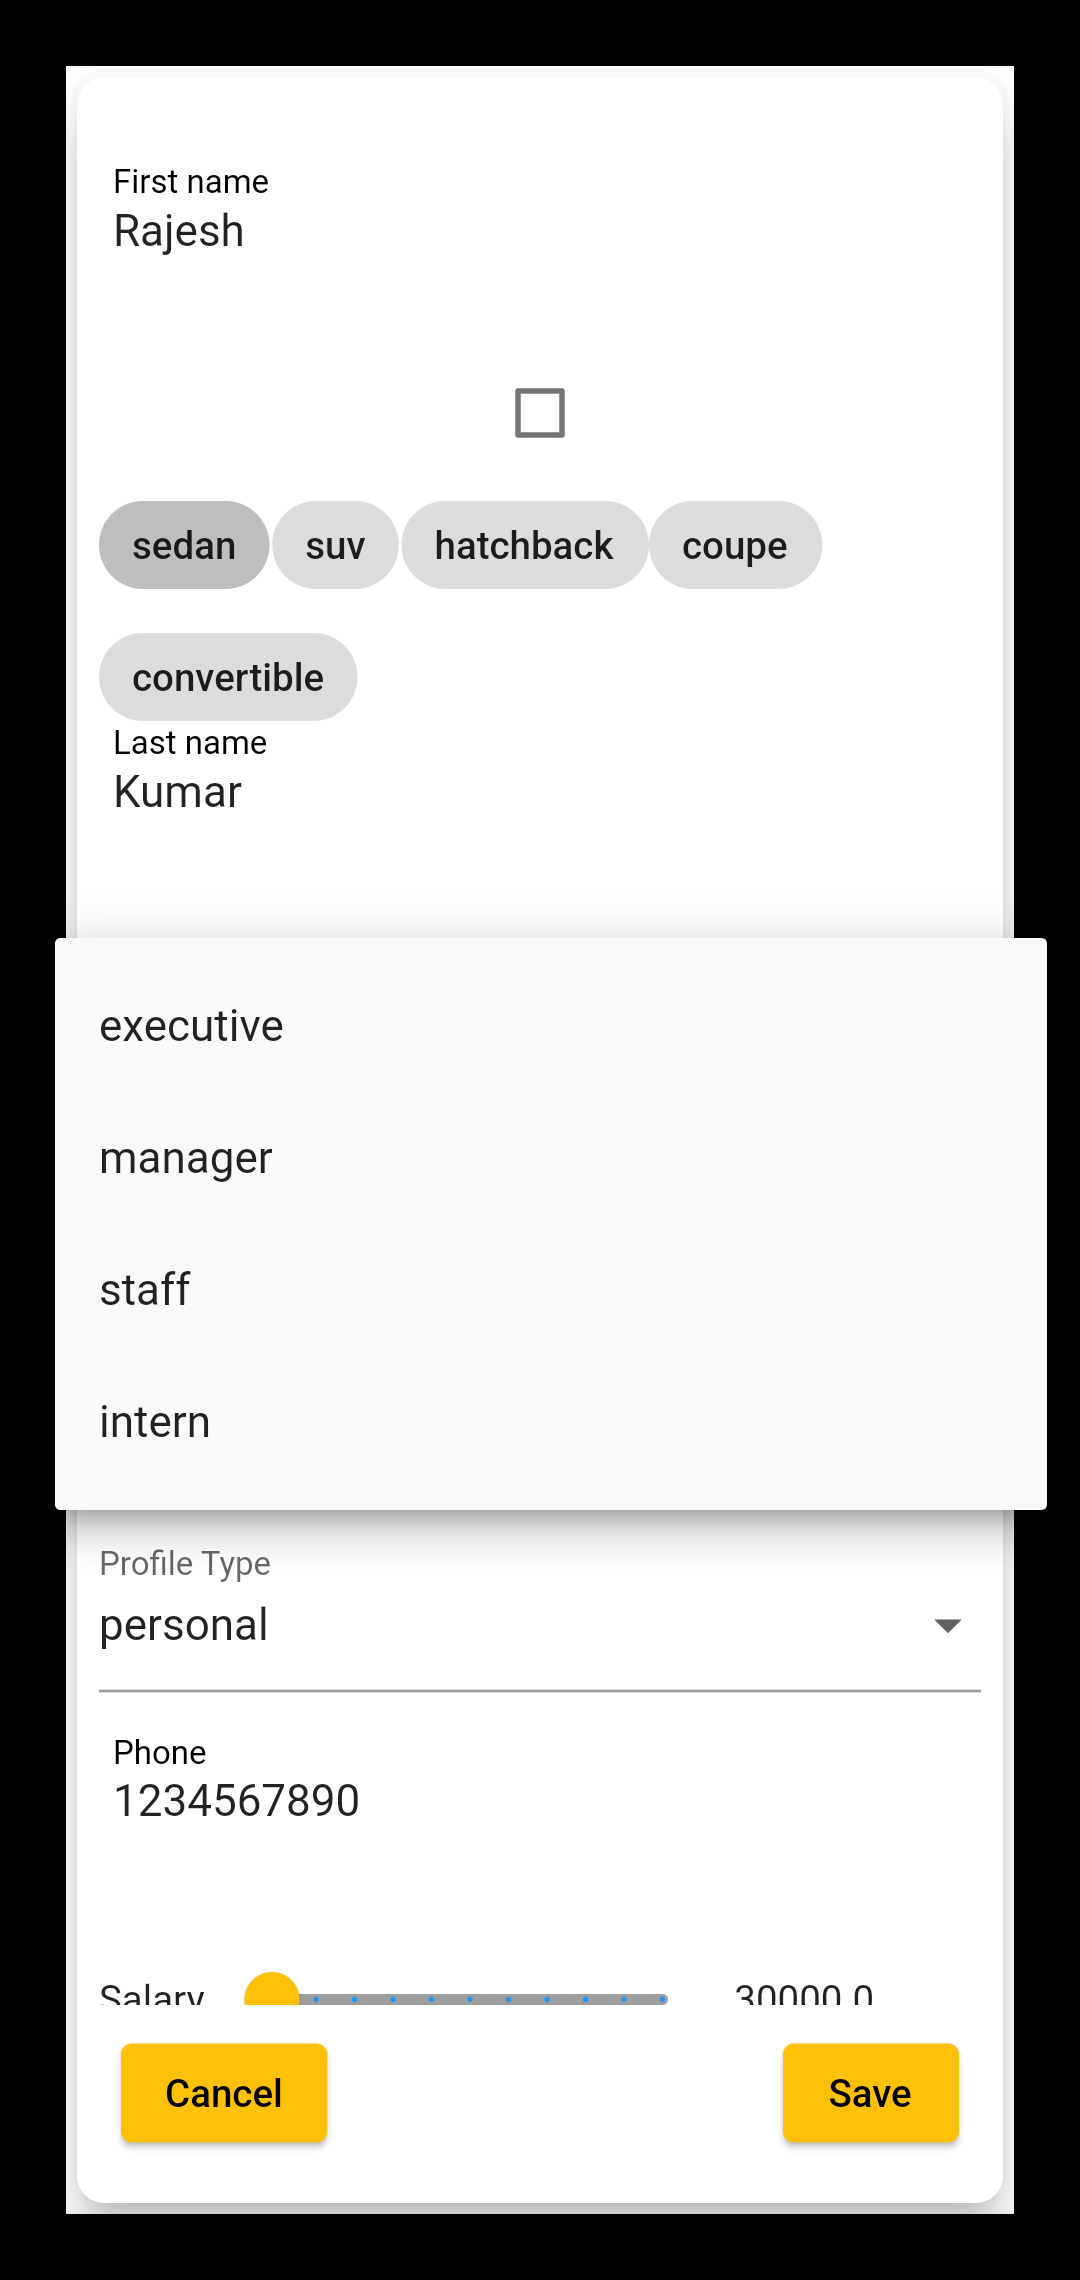 First name
Rajesh
sedan suv hatchback coupe
convertible
Last name
Kumar
executive
manager
staff
intern
Profile Type
personal
Phone
1234567890
Salary 30000.0
Cancel Save